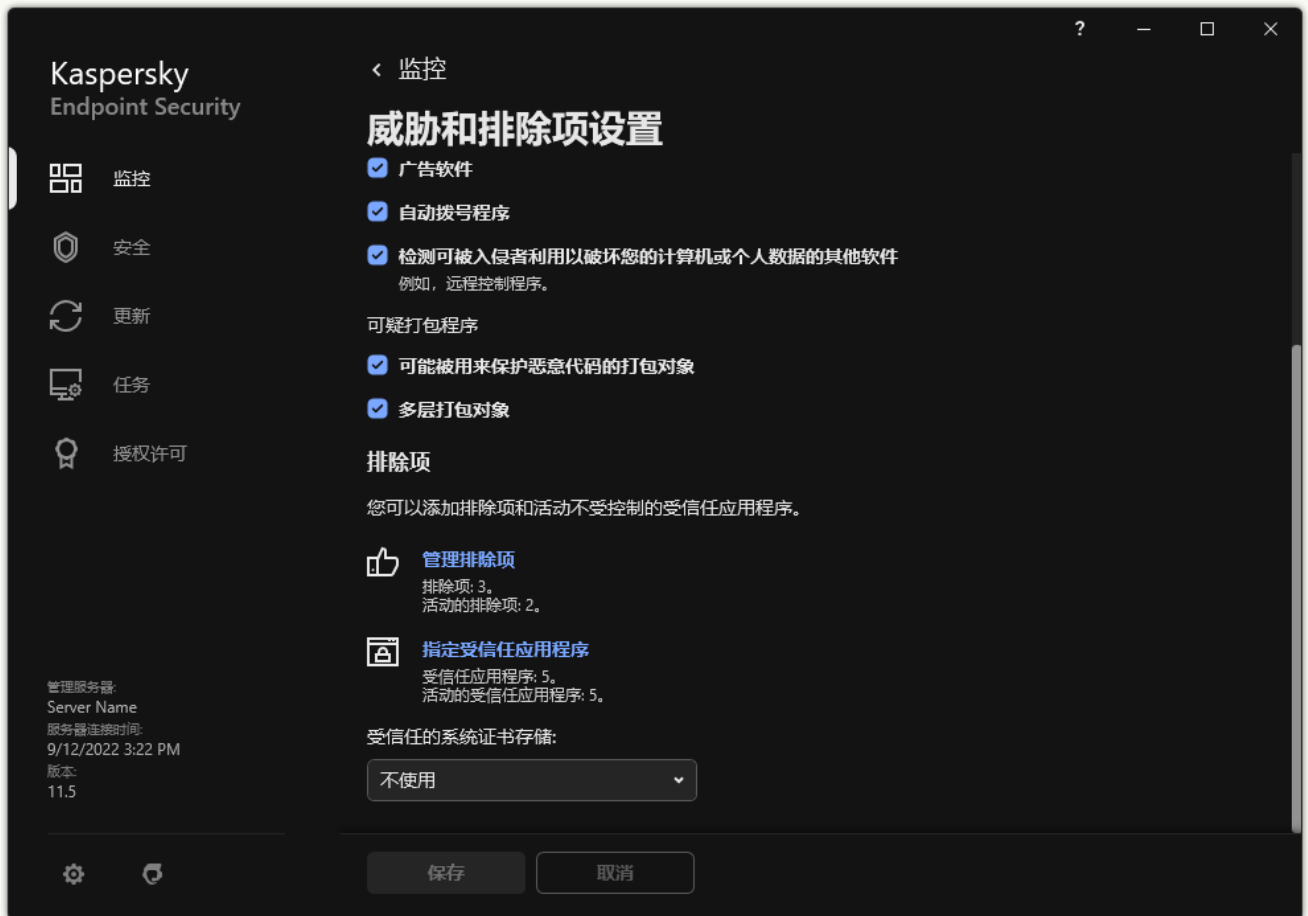 ?
Kaspersky
Endpoint Security
监控
安全
更新
任务
授权许可
管理服务器:
Server Name
服务器连接时间:
9/12/2022 3:22 PM
版本:
11.5
监控
威胁和排除项设置
广告软件
自动拨号程序
检测可被入侵者利用以破坏您的计算机或个人数据的其他软件
例如，远程控制程序。
可疑打包程序
可能被用来保护恶意代码的打包对象
多层打包对象
排除项
您可以添加排除项和活动不受控制的受信任应用程序。
管理排除项
排除项: 3。
活动的排除项: 2。
指定受信任应用程序
受信任应用程序: 5。
活动的受信任应用程序: 5。
受信任的系统证书存储:
不使用
保存
取消